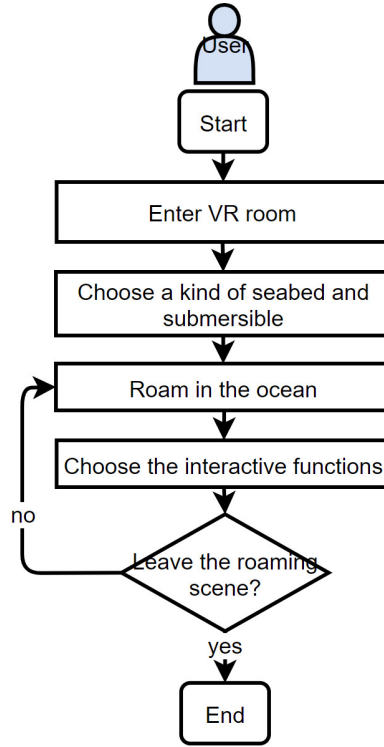 User
Start
Enter VR room
Choose a kind of seabed and
submersible
Roam in the ocean
Choose the interactive functions
no
Leave the roaming
scene?
yes
End